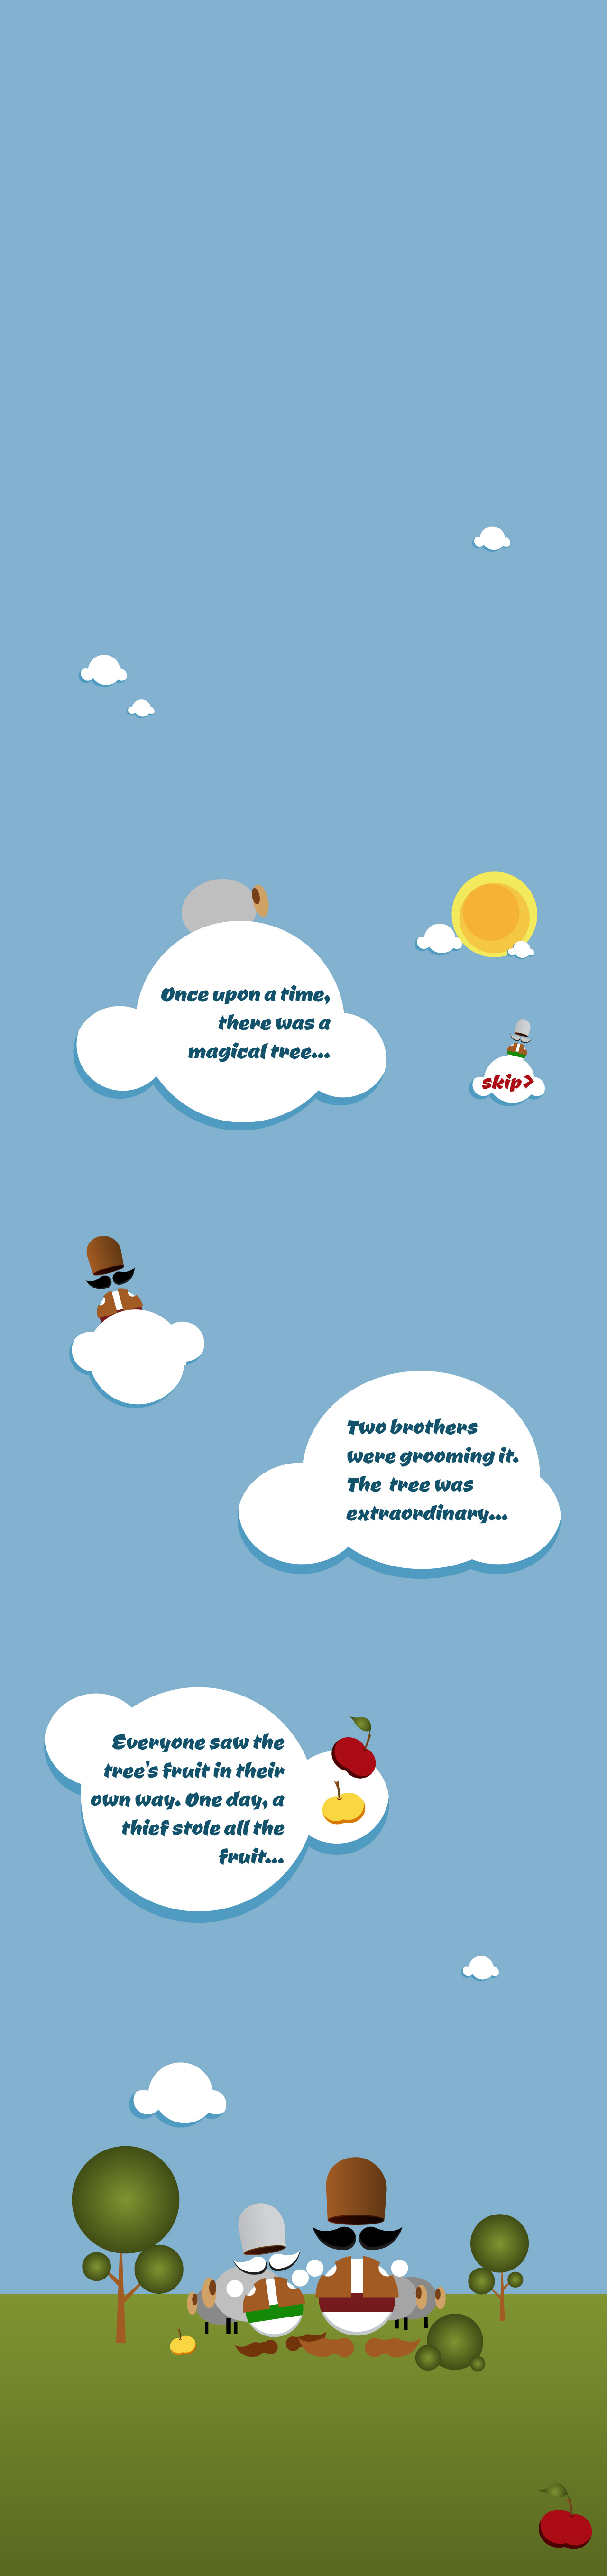 Once upon a time,
there was a
magical tree...
skip>
Two brothers
were grooming it.
The tree was
extraordinary...
Everyone saw the
tree's fruit in their
own way. One day, a
thief stole all the
fruit...